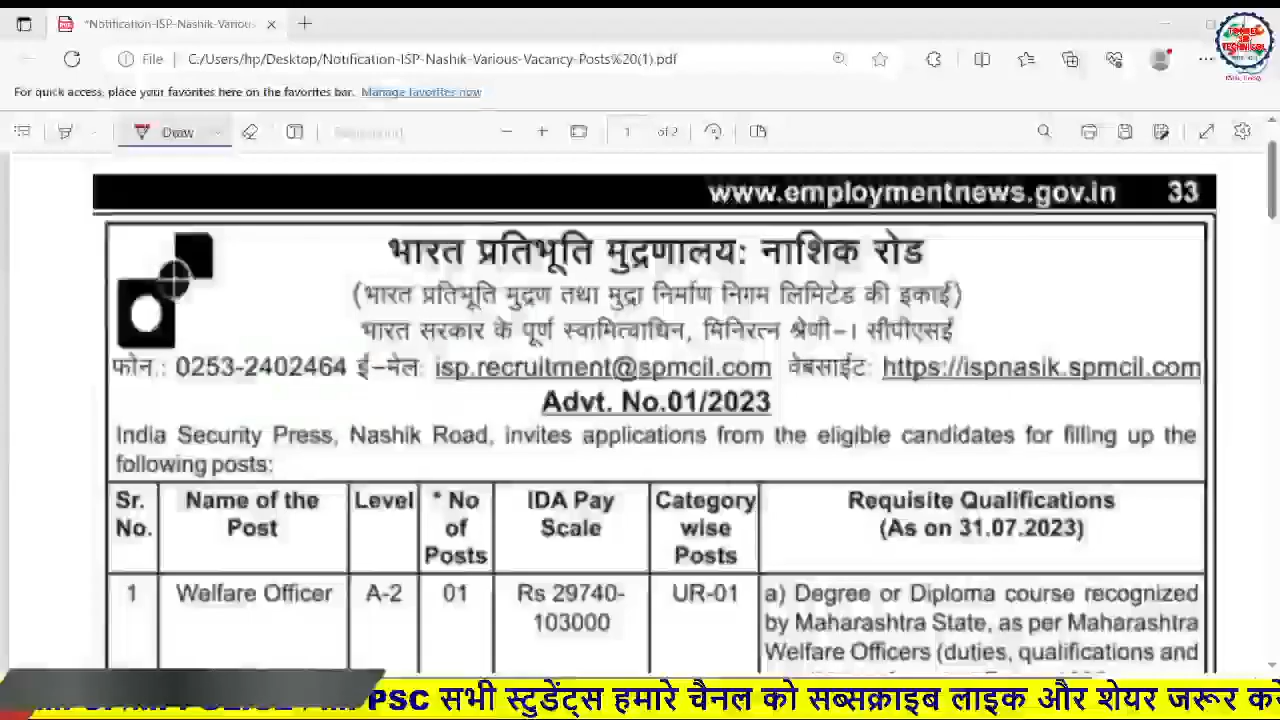 *Notification-ISP-Nashik-Various
File C:/Users/hp/Desktop/Notification-ISP-Nashik-Various-Vacancy-Posts%20(1).pdf
For quick access, place your favorites here on the favorites bar. Manage favorites now
Draw 1 of 2
www.employmentnews.gov.in 33
भारत प्रतिभूति मुद्रणालय: नाशिक रोड
(भारत प्रतिभूति मुद्रण तथा मुद्रा निर्माण निगम लिमिटेड की इकाई)
भारत सरकार के पूर्ण स्वामित्वाधिन, मिनिरत्न श्रेणी-I सीपीएसई
फोन.: 0253-2402464 ई-मेल: isp.recruitment@spmcil.com वेबसाईट: https://ispnasik.spmcil.com
Advt. No.01/2023
India Security Press, Nashik Road, invites applications from the eligible candidates for filling up the
following posts:
Sr. No. Name of the Post Level * No of Posts IDA Pay Scale Category wise Posts Requisite Qualifications (As on 31.07.2023)
1 Welfare Officer A-2 01 Rs 29740-103000 UR-01 a) Degree or Diploma course recognized
by Maharashtra State, as per Maharashtra
Welfare Officers (duties, qualifications and
PSC सभी स्टुडेंट्स हमारे चैनल को सब्सक्राइब लाइक और शेयर जरूर करे